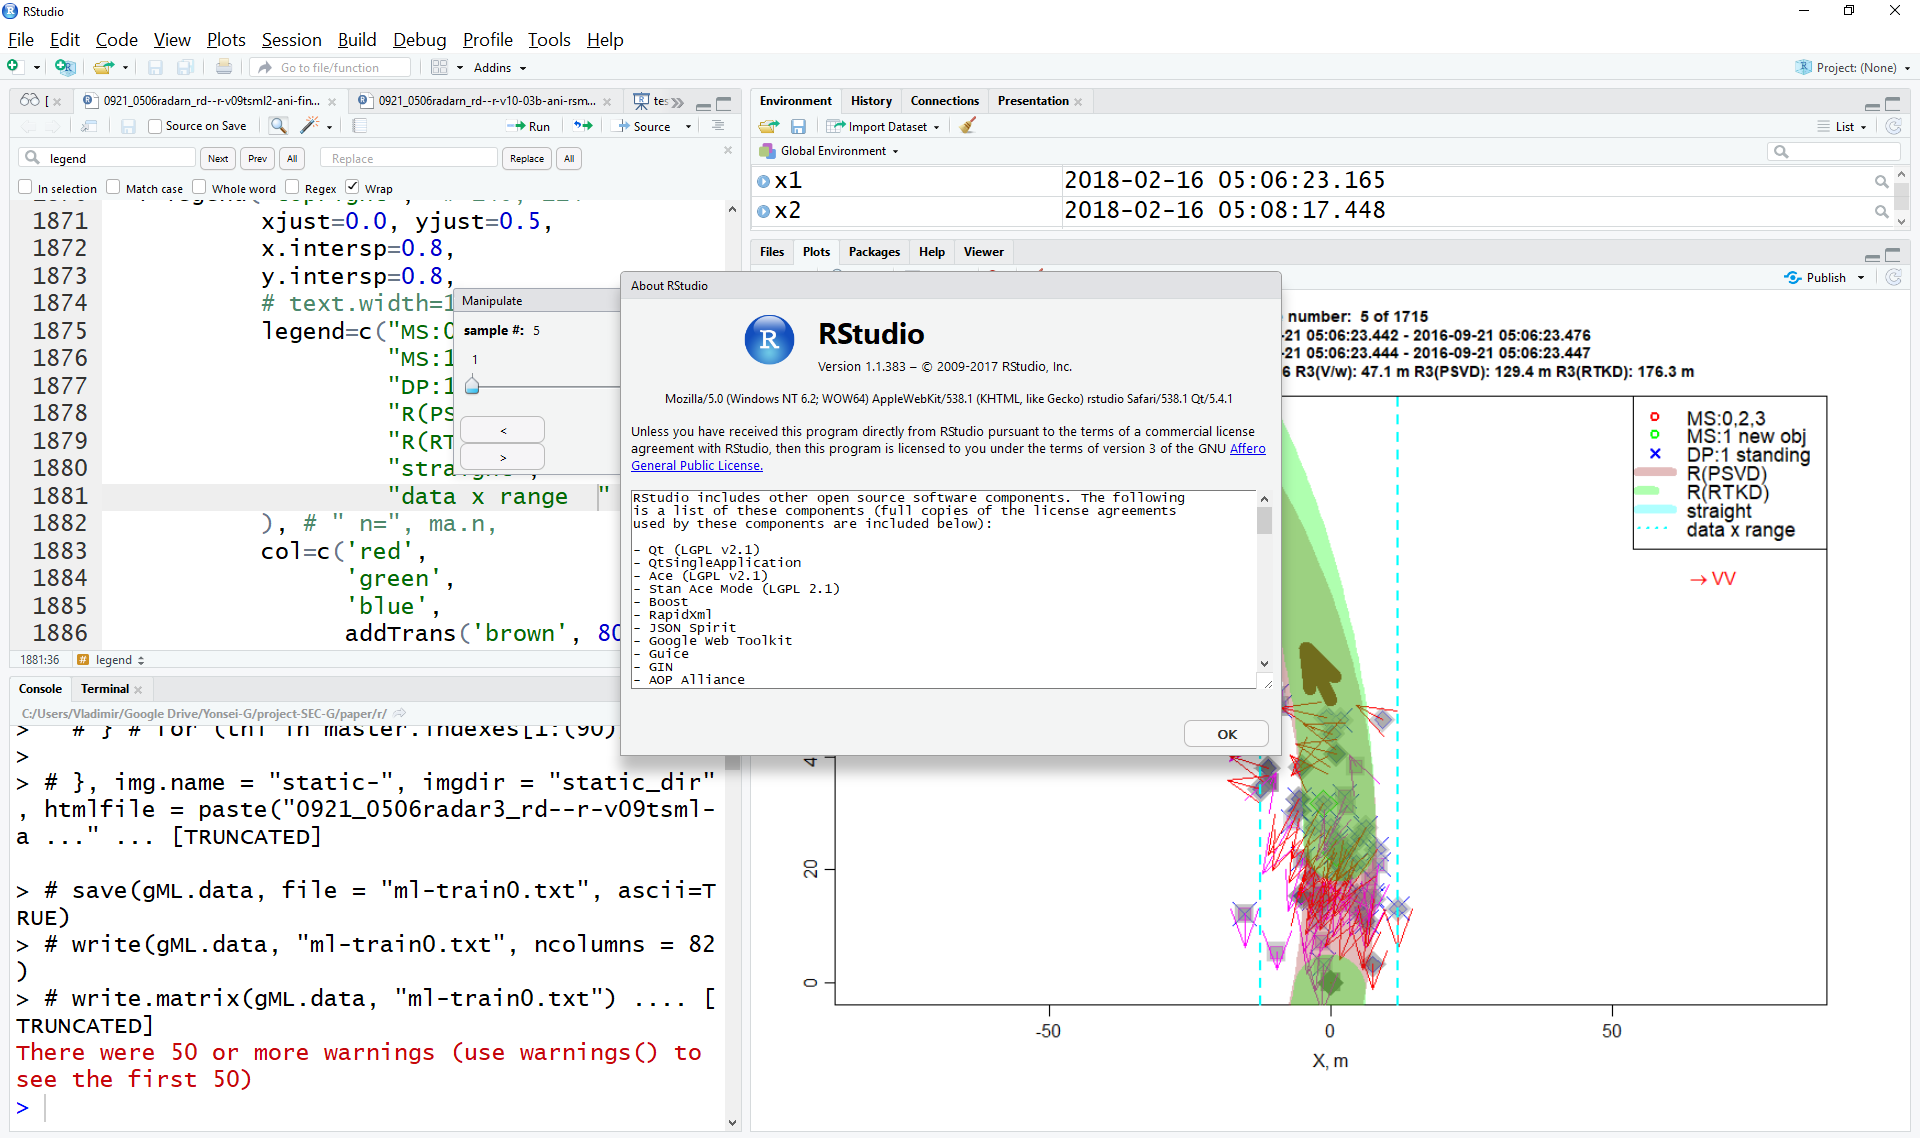 RStudio
File Edit Code View Plots Session Build Debug Profile Tools Help
Go to file/function
Addins
Project: (None)
0921_0506radarn_rd--r-v09tsml2-ani-fin...
0921_0506radarn_rd--r-v10-03b-ani-rsm...
Source on Save
Run
Source
legend
Next
Prev
All
Replace
Replace
All
In selection
Match case
Whole word
Regex
Wrap
1871 xjust=0.0, yjust=0.5,
1872 x.intersp=0.8,
1873 y.intersp=0.8,
1874 # text.width=1
1875 legend=c("MS:0
1876 "MS:1
1877 "DP:1
1878 "R(PS
1879 "R(RT
1880 "stra
1881 "data x range "
1882 ), # " n=", ma.n,
1883 col=c('red',
1884 'green',
1885 'blue',
1886 addTrans('brown', 80
1881:36
# legend
Manipulate
sample #: 5
1
<
>
Console Terminal
C:/Users/Vladimir/Google Drive/Yonsei-G/project-SEC-G/paper/r/
>
> # }, img.name = "static-", imgdir = "static_dir"
, htmlfile = paste("0921_0506radar3_rd--r-v09tsml-
a ..." ... [TRUNCATED]
> # save(gML.data, file = "ml-train0.txt", ascii=T
RUE)
> # write(gML.data, "ml-train0.txt", ncolumns = 82
)
> # write.matrix(gML.data, "ml-train0.txt") .... [
TRUNCATED]
There were 50 or more warnings (use warnings() to
see the first 50)
>
Environment History Connections Presentation
Import Dataset
List
Global Environment
x1 2018-02-16 05:06:23.165
x2 2018-02-16 05:08:17.448
Files Plots Packages Help Viewer
Publish
About RStudio
R
RStudio
Version 1.1.383 – © 2009-2017 RStudio, Inc.
Mozilla/5.0 (Windows NT 6.2; WOW64) AppleWebKit/538.1 (KHTML, like Gecko) rstudio Safari/538.1 Qt/5.4.1
Unless you have received this program directly from RStudio pursuant to the terms of a commercial license
agreement with RStudio, then this program is licensed to you under the terms of version 3 of the GNU Affero
General Public License.
RStudio includes other open source software components. The following
is a list of these components (full copies of the license agreements
used by these components are included below):
- Qt (LGPL v2.1)
- QtSingleApplication
- Ace (LGPL v2.1)
- Stan Ace Mode (LGPL 2.1)
- Boost
- RapidXml
- JSON Spirit
- Google Web Toolkit
- Guice
- GIN
- AOP Alliance
OK
number: 5 of 1715
-21 05:06:23.442 - 2016-09-21 05:06:23.476
-21 05:06:23.444 - 2016-09-21 05:06:23.447
6 R3(V/w): 47.1 m R3(PSVD): 129.4 m R3(RTKD): 176.3 m
MS:0,2,3
MS:1 new obj
DP:1 standing
R(PSVD)
R(RTKD)
straight
data x range
→ VV
20
0
-50
0
50
X, m